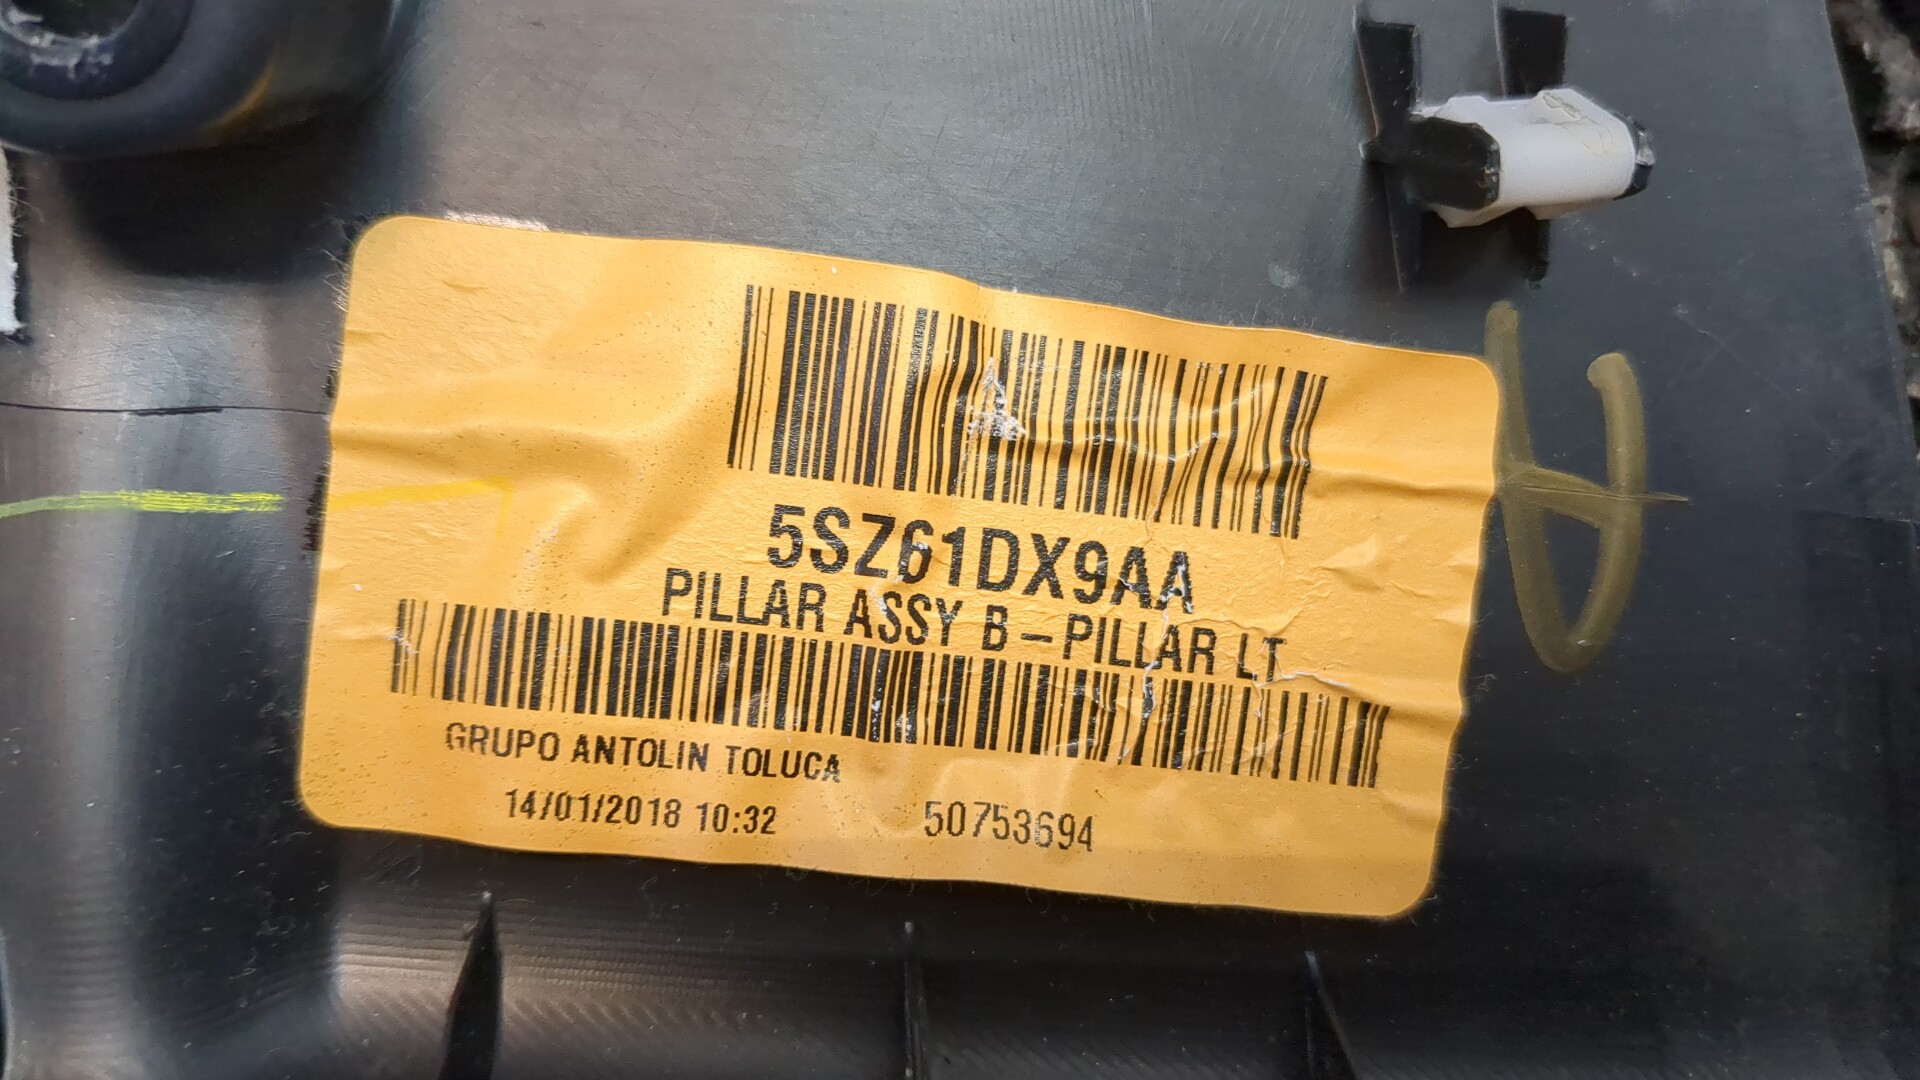 5SZ61DX9AA
PILLAR ASSY B-PILLAR LT
GRUPO ANTOLIN TOLUCA
14/01/2018 10:32 50753694